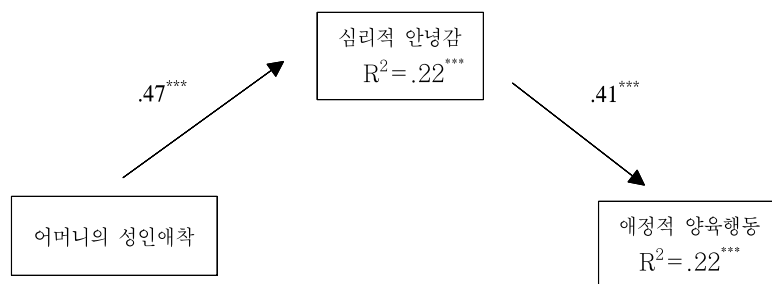 심리적 안녕감
R²=.22***
.47***
.41***
어머니의 성인애착
애정적 양육행동
R²=.22***